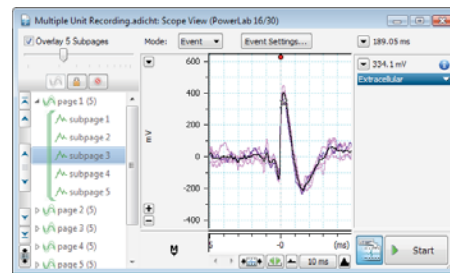 Multiple Unit Recording.adicht: Scope View (PowerLab 16/30)
Overlay 5 Subpages
Mode: Event Event Settings... 189.05 ms
334.1 mV
Extracellular
page 1 (5)
subpage 1
subpage 2
subpage 3
subpage 4
subpage 5
page 2 (5)
page 3 (5)
page 4 (5)
page 5 (5)
600
400
200
0
-200
-400
mV
-0 (ms)
10 ms
Start